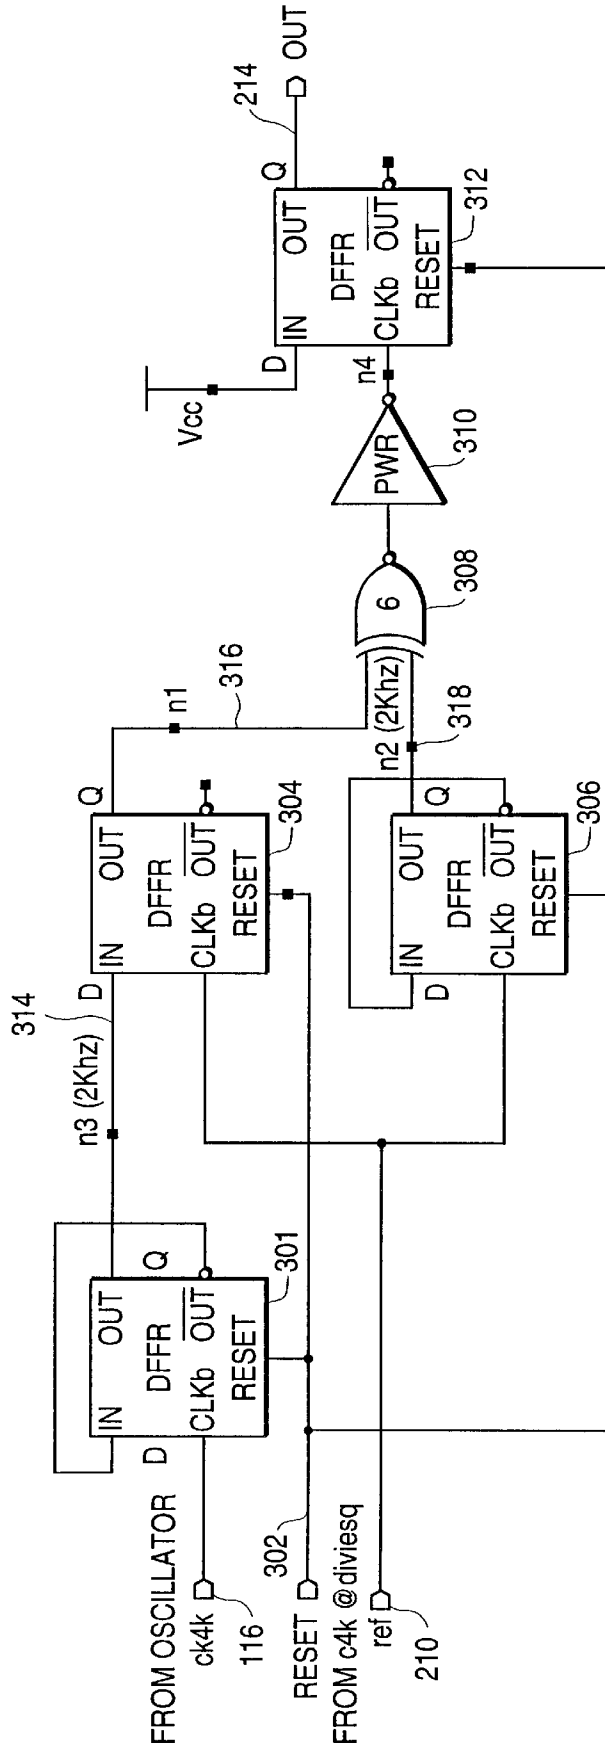 FROM OSCILLATOR
ck4k
116
RESET
302
FROM c4k @diviesq
ref
210
IN OUT
D DFFR Q
CLKb OUT
RESET
301
n3 (2Khz)
314
D Q
IN OUT
DFFR
CLKb OUT
RESET
304
n1
316
IN OUT
D DFFR Q
CLKb OUT
RESET
306
n2 (2Khz)
318
6
308
PWR
310
n4
Vcc
D Q
IN OUT
DFFR
CLKb OUT
RESET
312
214
OUT